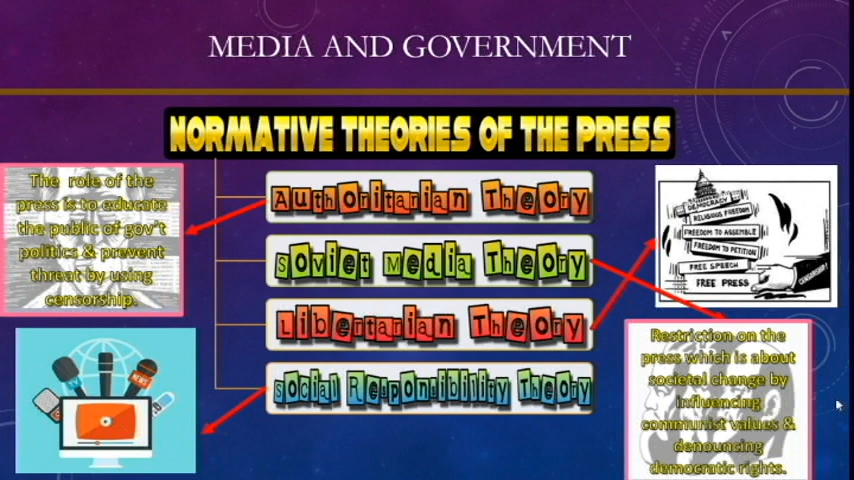 MEDIA AND GOVERNMENT
NORMATIVE THEORIES OF THE PRESS
Authoritarian Theory
Soviet Media Theory
Libertarian Theory
Social Responsibility Theory
The role of the
press is to educate
the public of gov't
politics & prevent
threat by using
censorship.
DEMOCRACY
RELIGIOUS FREEDOM
FREEDOM TO ASSEMBLE
FREEDOM TO PETITION
FREE SPEECH
FREE PRESS
CENSORSHIP
NEWS
Restriction on the
press which is about
societal change by
influencing
communist values &
denouncing
democratic rights.